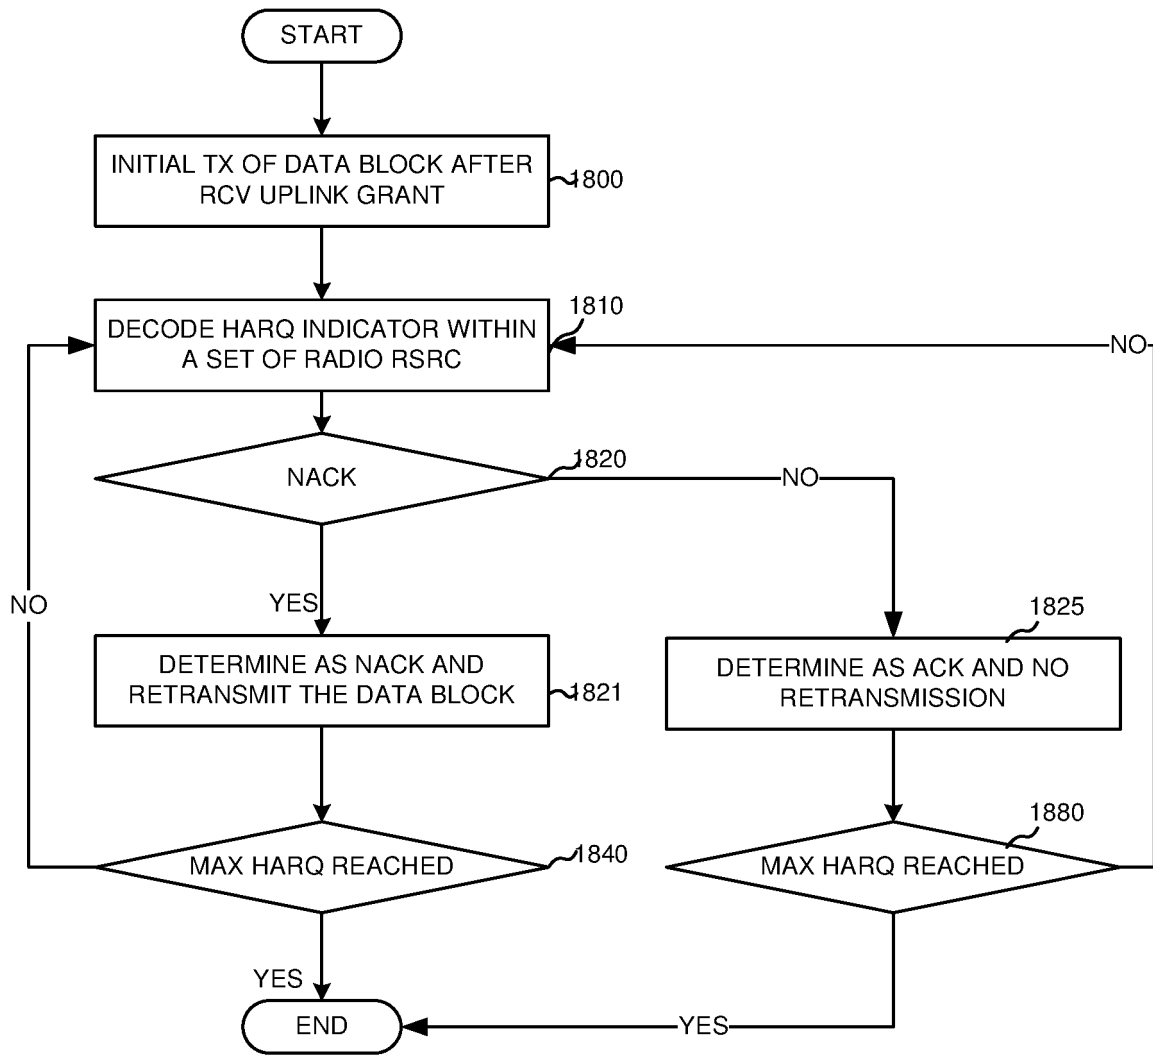 START
INITIAL TX OF DATA BLOCK AFTER
RCV UPLINK GRANT
1800
1810
DECODE HARQ INDICATOR WITHIN
A SET OF RADIO RSRC
NO
1820
NACK
NO
NO
YES
1825
DETERMINE AS NACK AND
RETRANSMIT THE DATA BLOCK
1821
DETERMINE AS ACK AND NO
RETRANSMISSION
1880
MAX HARQ REACHED
1840
MAX HARQ REACHED
YES
END
YES